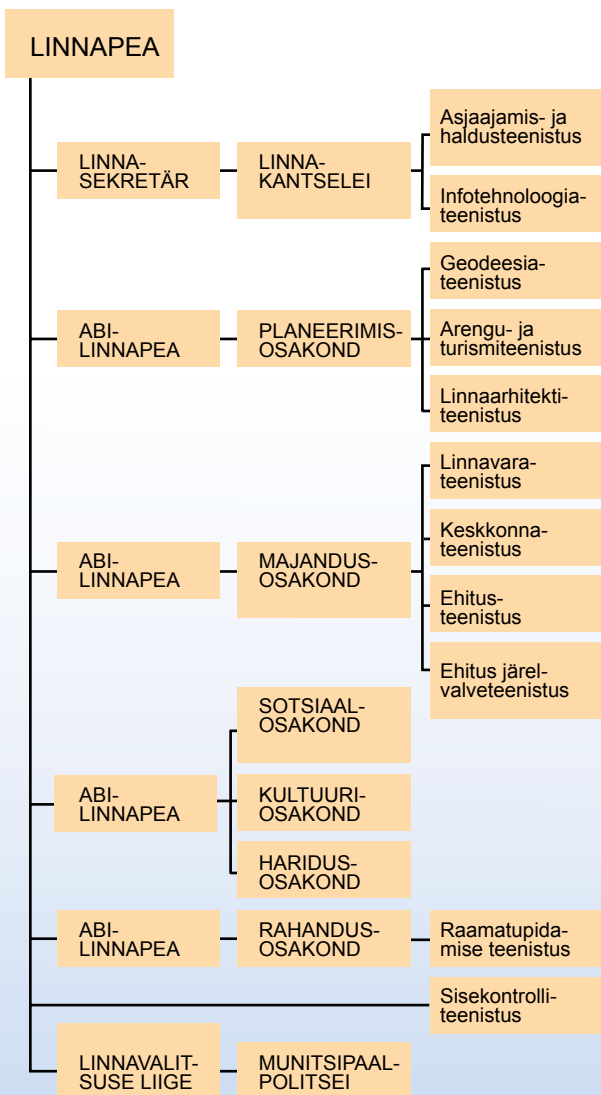 LINNAPEA
LINNA-
SEKRETÄR
LINNA-
KANTSELEI
Asjaajamis- ja
haldusteenistus
Infotehnoloogia-
teenistus
ABI-
LINNAPEA
PLANEERIMIS-
OSAKOND
Geodeesia-
teenistus
Arengu- ja
turismiteenistus
Linnaarhitekti-
teenistus
ABI-
LINNAPEA
MAJANDUS-
OSAKOND
Linnavara-
teenistus
Keskkonna-
teenistus
Ehitus-
teenistus
Ehitus järel-
valveteenistus
ABI-
LINNAPEA
SOTSIAAL-
OSAKOND
KULTUURI-
OSAKOND
HARIDUS-
OSAKOND
ABI-
LINNAPEA
RAHANDUS-
OSAKOND
Raamatupida-
mise teenistus
Sisekontrolli-
teenistus
LINNAVALIT-
SUSE LIIGE
MUNITSIPAAL-
POLITSEI